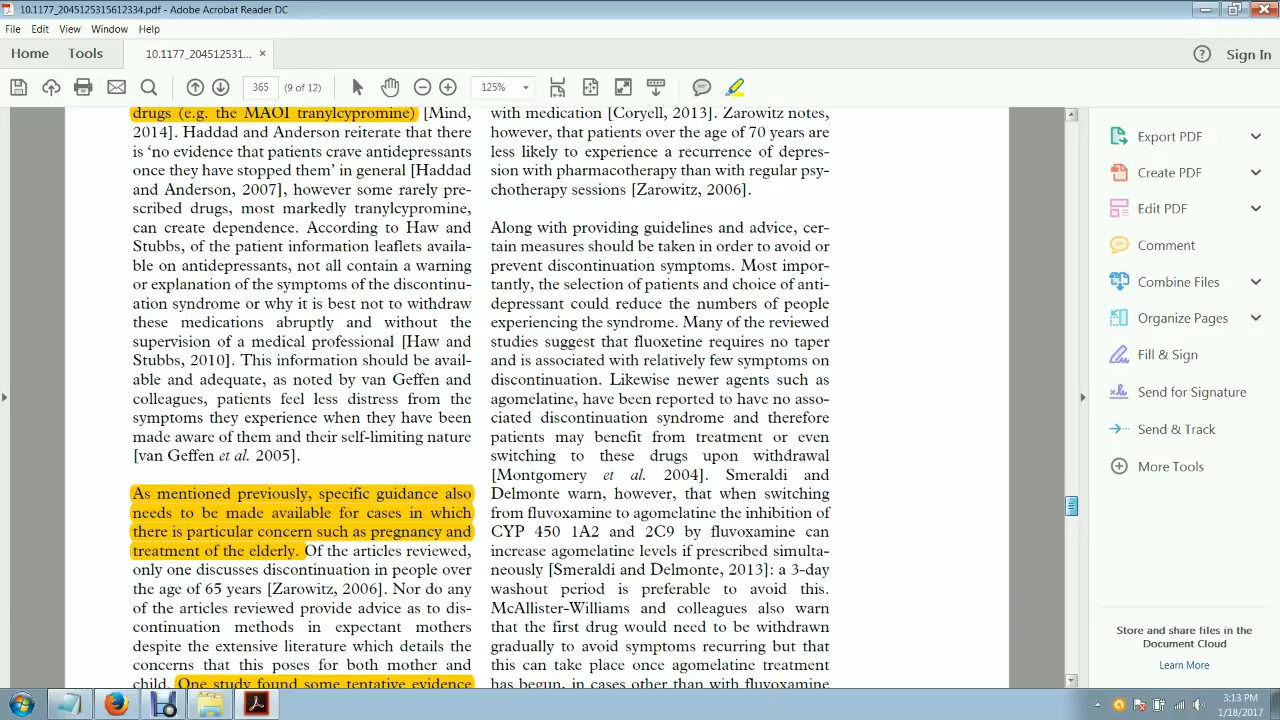 10.1177_2045125315612334.pdf - Adobe Acrobat Reader DC
File Edit View Window Help
Home Tools 10.1177_204512531... × Sign In
365 (9 of 12) 125%
drugs (e.g. the MAOI tranylcypromine) [Mind,
2014]. Haddad and Anderson reiterate that there
is ‘no evidence that patients crave antidepressants
once they have stopped them’ in general [Haddad
and Anderson, 2007], however some rarely pre-
scribed drugs, most markedly tranylcypromine,
can create dependence. According to Haw and
Stubbs, of the patient information leaflets availa-
ble on antidepressants, not all contain a warning
or explanation of the symptoms of the discontinu-
ation syndrome or why it is best not to withdraw
these medications abruptly and without the
supervision of a medical professional [Haw and
Stubbs, 2010]. This information should be avail-
able and adequate, as noted by van Geffen and
colleagues, patients feel less distress from the
symptoms they experience when they have been
made aware of them and their self-limiting nature
[van Geffen et al. 2005].
As mentioned previously, specific guidance also
needs to be made available for cases in which
there is particular concern such as pregnancy and
treatment of the elderly. Of the articles reviewed,
only one discusses discontinuation in people over
the age of 65 years [Zarowitz, 2006]. Nor do any
of the articles reviewed provide advice as to dis-
continuation methods in expectant mothers
despite the extensive literature which details the
concerns that this poses for both mother and
child. One study found some tentative evidence
with medication [Coryell, 2013]. Zarowitz notes,
however, that patients over the age of 70 years are
less likely to experience a recurrence of depres-
sion with pharmacotherapy than with regular psy-
chotherapy sessions [Zarowitz, 2006].
Along with providing guidelines and advice, cer-
tain measures should be taken in order to avoid or
prevent discontinuation symptoms. Most impor-
tantly, the selection of patients and choice of anti-
depressant could reduce the numbers of people
experiencing the syndrome. Many of the reviewed
studies suggest that fluoxetine requires no taper
and is associated with relatively few symptoms on
discontinuation. Likewise newer agents such as
agomelatine, have been reported to have no asso-
ciated discontinuation syndrome and therefore
patients may benefit from treatment or even
switching to these drugs upon withdrawal
[Montgomery et al. 2004]. Smeraldi and
Delmonte warn, however, that when switching
from fluvoxamine to agomelatine the inhibition of
CYP 450 1A2 and 2C9 by fluvoxamine can
increase agomelatine levels if prescribed simulta-
neously [Smeraldi and Delmonte, 2013]: a 3-day
washout period is preferable to avoid this.
McAllister-Williams and colleagues also warn
that the first drug would need to be withdrawn
gradually to avoid symptoms recurring but that
this can take place once agomelatine treatment
has begun, in cases other than with fluvoxamine
Export PDF
Create PDF
Edit PDF
Comment
Combine Files
Organize Pages
Fill & Sign
Send for Signature
Send & Track
More Tools
Store and share files in the
Document Cloud
Learn More
3:13 PM
1/18/2017